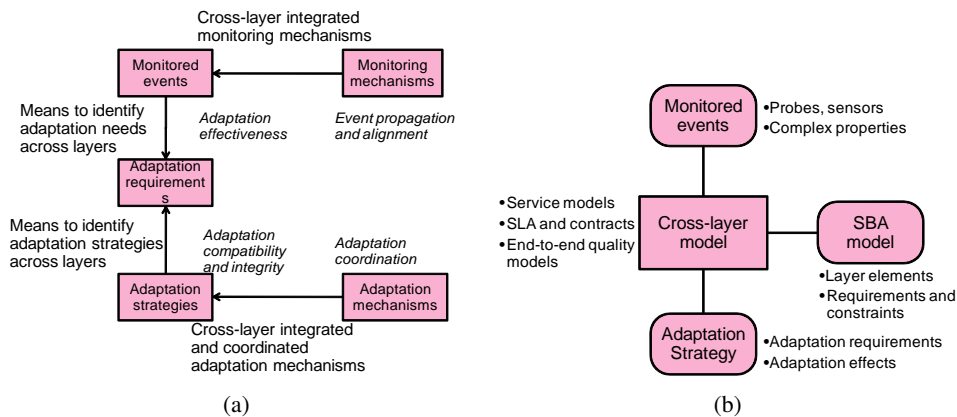 Cross-layer integrated
monitoring mechanisms
Monitored
events
Monitoring
mechanisms
Means to identify
adaptation needs
across layers
Adaptation
effectiveness
Event propagation
and alignment
Adaptation
requirement
s
Means to identify
adaptation strategies
across layers
Adaptation
compatibility
and integrity
Adaptation
coordination
Adaptation
strategies
Adaptation
mechanisms
Cross-layer integrated
and coordinated
adaptation mechanisms
(a)
Monitored
events
•Probes, sensors
•Complex properties
•Service models
•SLA and contracts
•End-to-end quality
models
Cross-layer
model
SBA
model
•Layer elements
•Requirements and
constraints
Adaptation
Strategy
•Adaptation requirements
•Adaptation effects
(b)